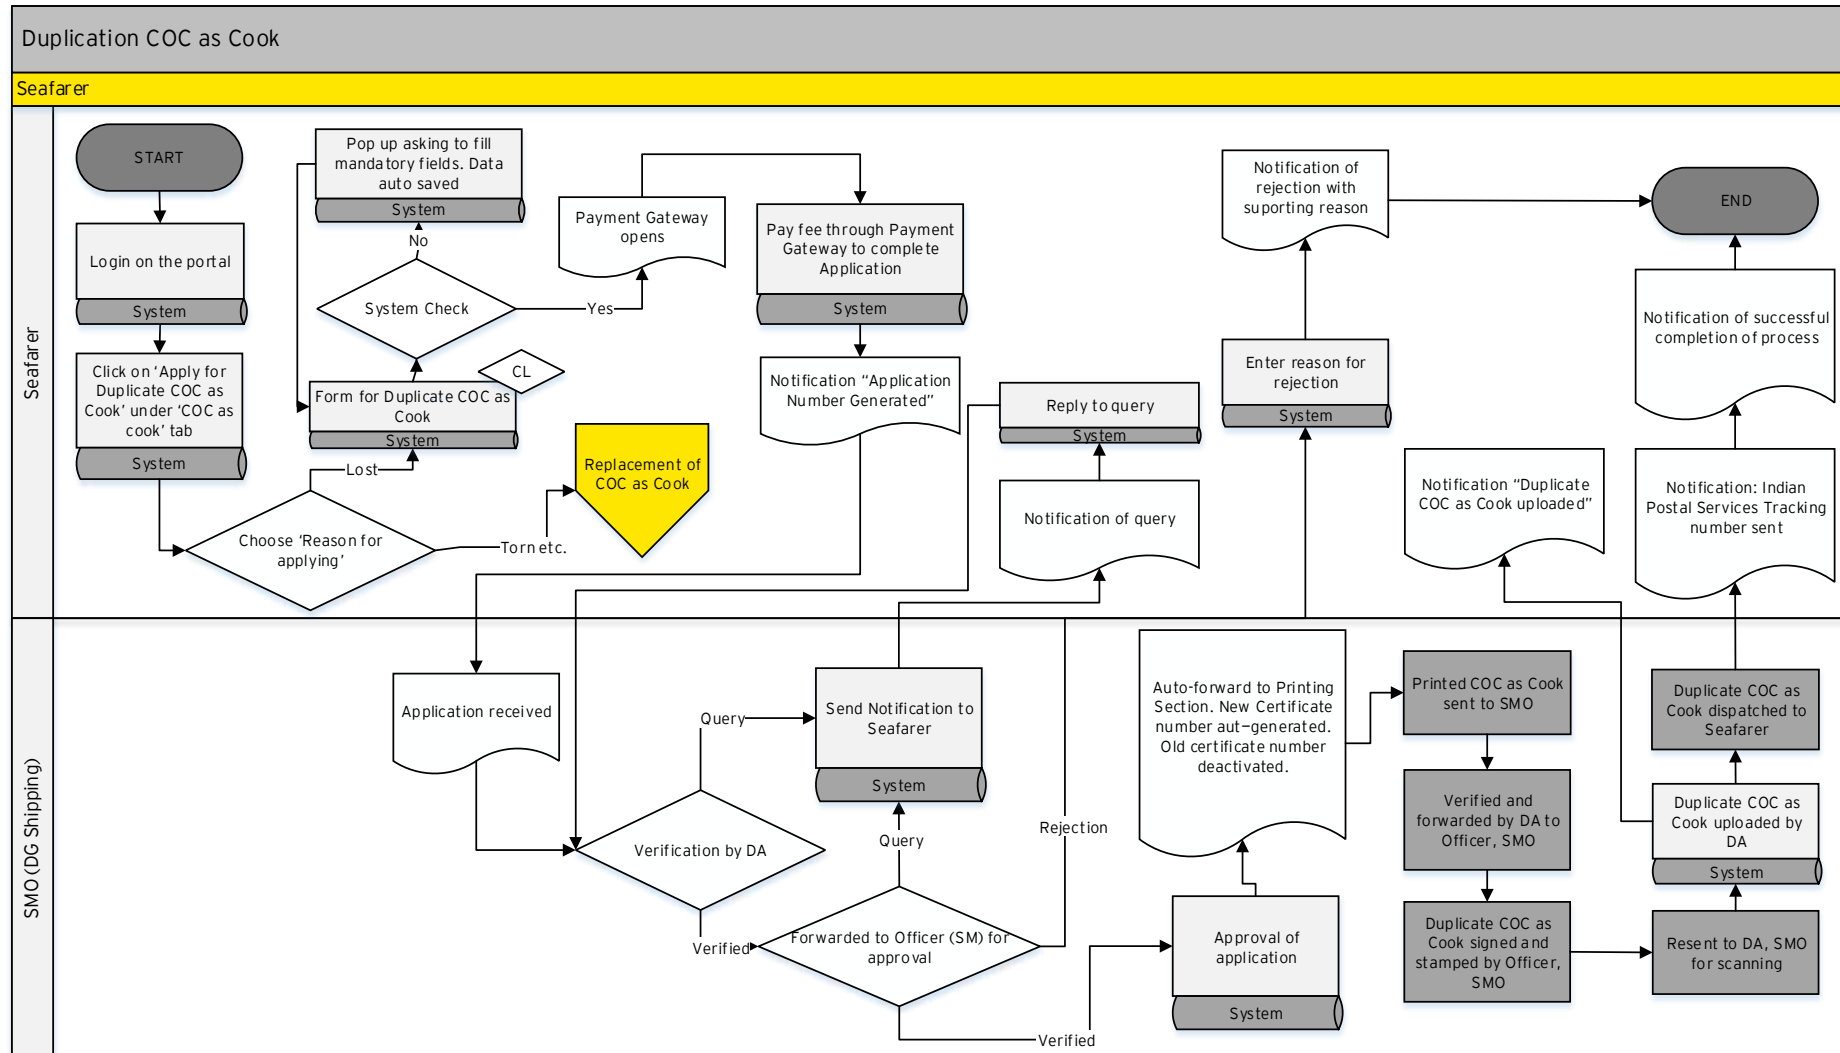 Duplication COC as Cook
Seafarer
Seafarer
START
Login on the portal
System
Click on ‘Apply for
Duplicate COC as
Cook’ under ‘COC as
cook’ tab
System
Choose ‘Reason for
applying’
Lost
Torn etc.
Replacement of
COC as Cook
Form for Duplicate COC as
Cook
System
CL
System Check
No
Yes
Pop up asking to fill
mandatory fields. Data
auto saved
System
Payment Gateway
opens
Pay fee through Payment
Gateway to complete
Application
System
Notification “Application
Number Generated”
Reply to query
System
Notification of query
Notification of
rejection with
suporting reason
Enter reason for
rejection
System
END
Notification of successful
completion of process
Notification “Duplicate
COC as Cook uploaded”
Notification: Indian
Postal Services Tracking
number sent
SMO (DG Shipping)
Application received
Verification by DA
Query
Verified
Send Notification to
Seafarer
System
Query
Forwarded to Officer (SM) for
approval
Rejection
Verified
Approval of
application
System
Auto-forward to Printing
Section. New Certificate
number aut–generated.
Old certificate number
deactivated.
Printed COC as Cook
sent to SMO
Verified and
forwarded by DA to
Officer, SMO
Duplicate COC as
Cook signed and
stamped by Officer,
SMO
Resent to DA, SMO
for scanning
Duplicate COC as
Cook uploaded by
DA
System
Duplicate COC as
Cook dispatched to
Seafarer